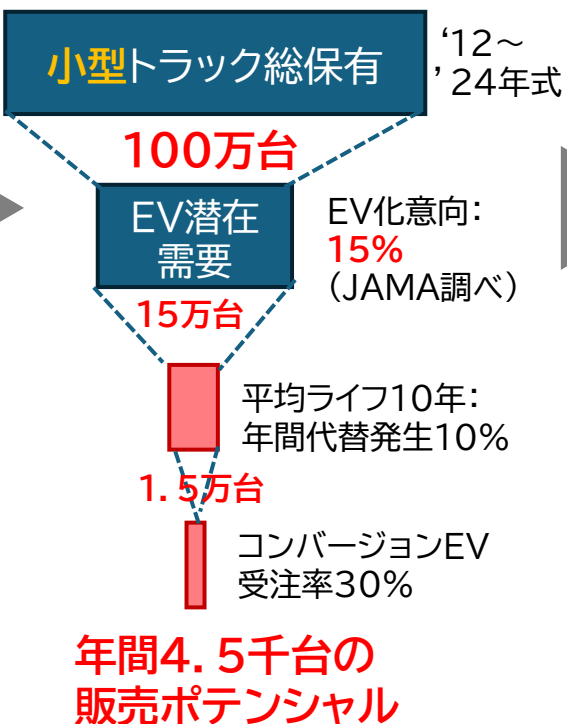 小型トラック総保有
‘12～
’24年式
100万台
EV潜在
需要
EV化意向：
15%
（JAMA調べ）
15万台
平均ライフ10年：
年間代替発生10%
1.5万台
コンバージョンEV
受注率30%
年間4.5千台の
販売ポテンシャル